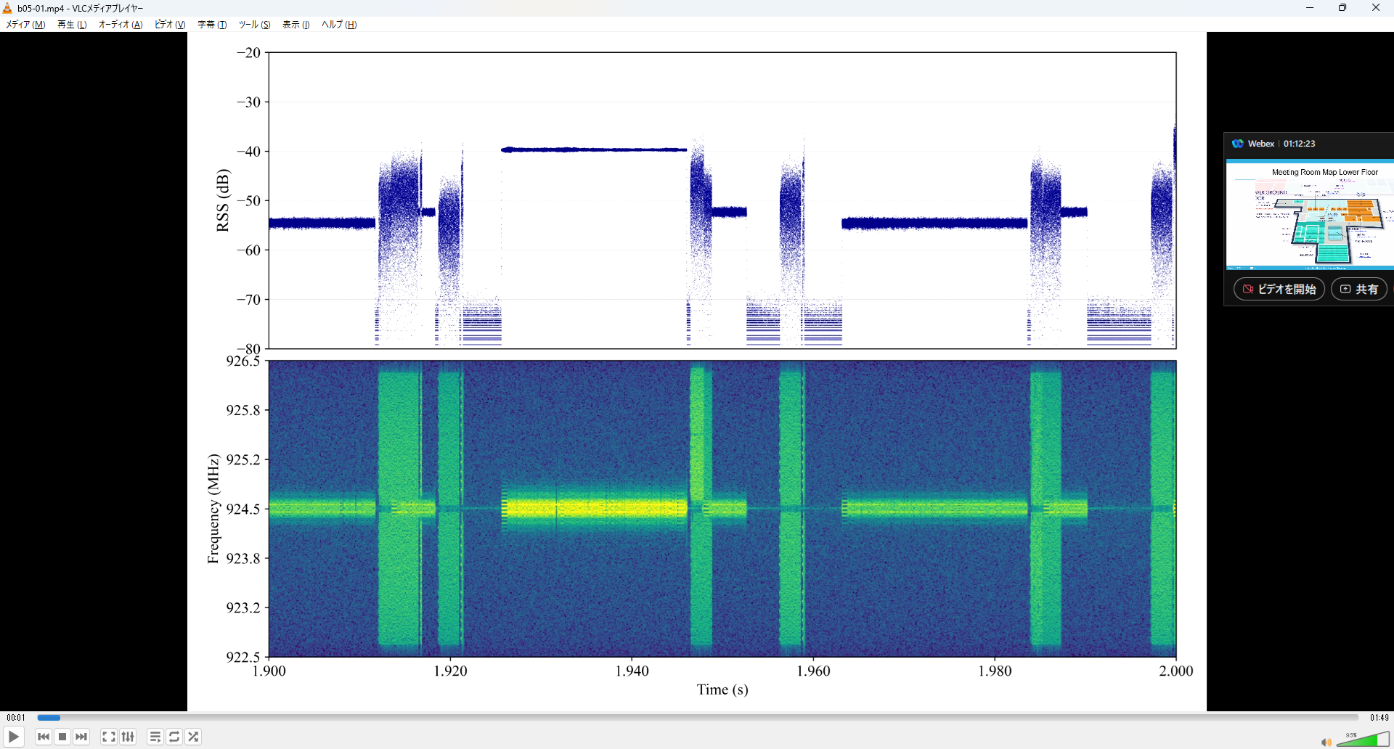 b05-01.mp4 - VLCメディアプレイヤー
メディア(M) 再生(L) オーディオ(A) ビデオ(V) 字幕(T) ツール(S) 表示(I) ヘルプ(H)
−20
−30
−40
−50
−60
−70
−80
RSS (dB)
926.5
925.8
925.2
924.5
923.8
923.2
922.5
Frequency (MHz)
1.900 1.920 1.940 1.960 1.980 2.000
Time (s)
Webex 01:12:23
Meeting Room Map Lower Floor
ビデオを開始 共有
00:01 01:49